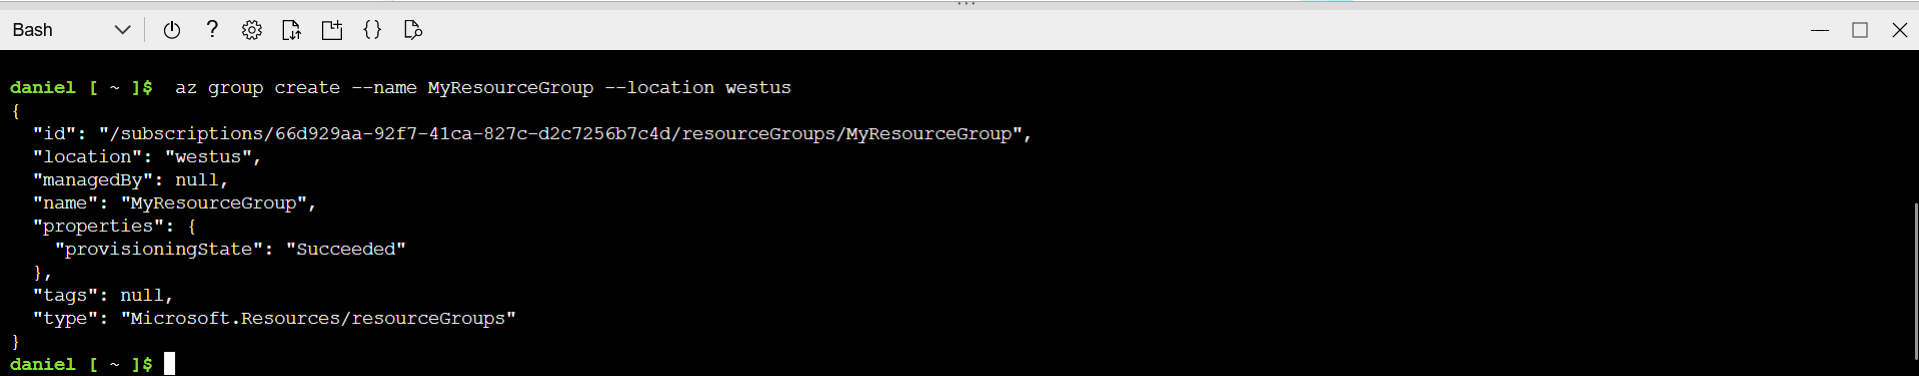 Bash
daniel [ ~ ]$  az group create --name MyResourceGroup --location westus
{
  "id": "/subscriptions/66d929aa-92f7-41ca-827c-d2c7256b7c4d/resourceGroups/MyResourceGroup",
  "location": "westus",
  "managedBy": null,
  "name": "MyResourceGroup",
  "properties": {
    "provisioningState": "Succeeded"
  },
  "tags": null,
  "type": "Microsoft.Resources/resourceGroups"
}
daniel [ ~ ]$